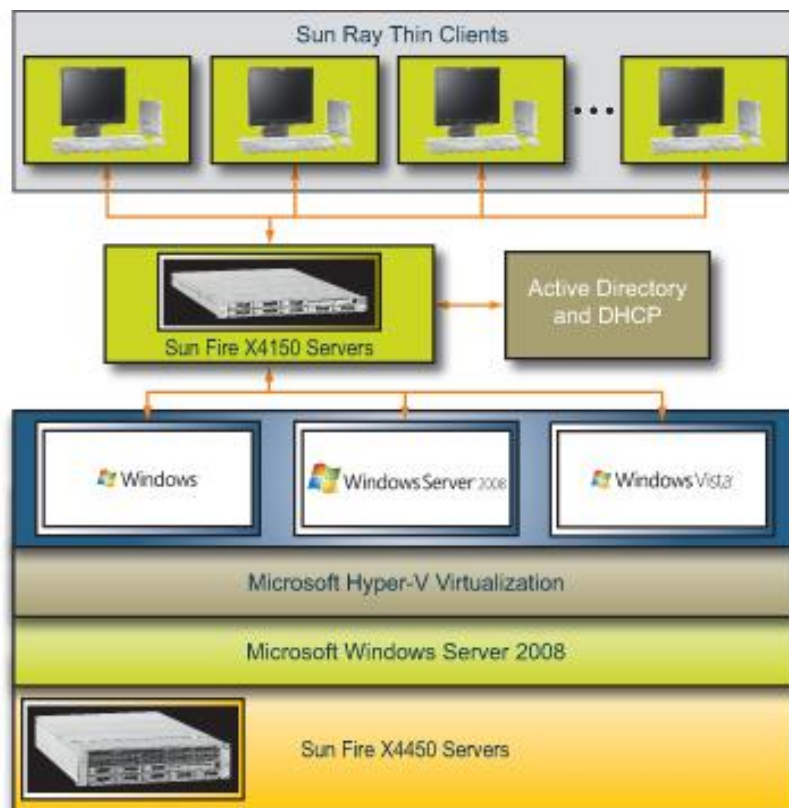 Sun Ray Thin Clients
Sun Fire X4150 Servers
Active Directory
and DHCP
Windows
Windows Server 2008
Windows Vista
Microsoft Hyper-V Virtualization
Microsoft Windows Server 2008
Sun Fire X4450 Servers